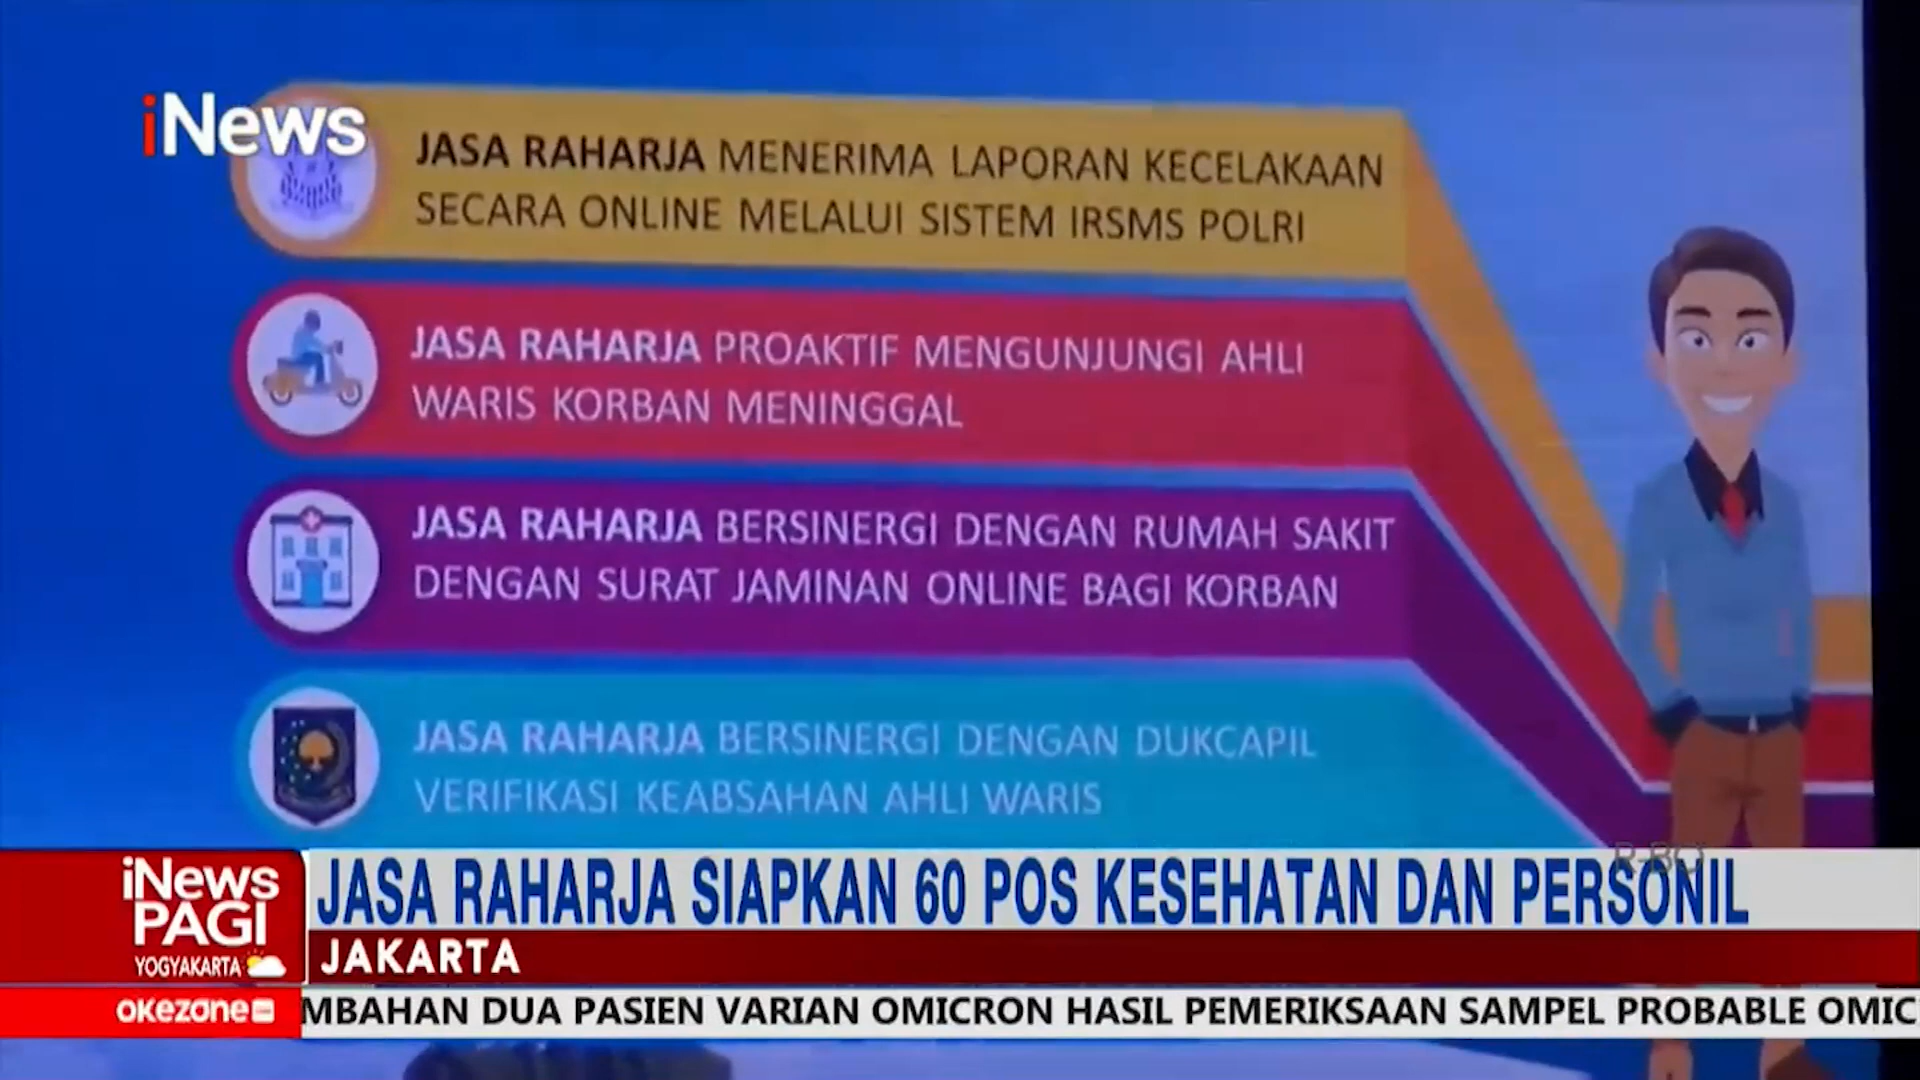 iNews
JASA RAHARJA MENERIMA LAPORAN KECELAKAAN
SECARA ONLINE MELALUI SISTEM IRSMS POLRI
JASA RAHARJA PROAKTIF MENGUNJUNGI AHLI
WARIS KORBAN MENINGGAL
JASA RAHARJA BERSINERGI DENGAN RUMAH SAKIT
DENGAN SURAT JAMINAN ONLINE BAGI KORBAN
JASA RAHARJA BERSINERGI DENGAN DUKCAPIL
VERIFIKASI KEABSAHAN AHLI WARIS
R-BO
iNews
PAGI
YOGYAKARTA
JASA RAHARJA SIAPKAN 60 POS KESEHATAN DAN PERSONIL
JAKARTA
okezone
MBAHAN DUA PASIEN VARIAN OMICRON HASIL PEMERIKSAAN SAMPEL PROBABLE OMIC